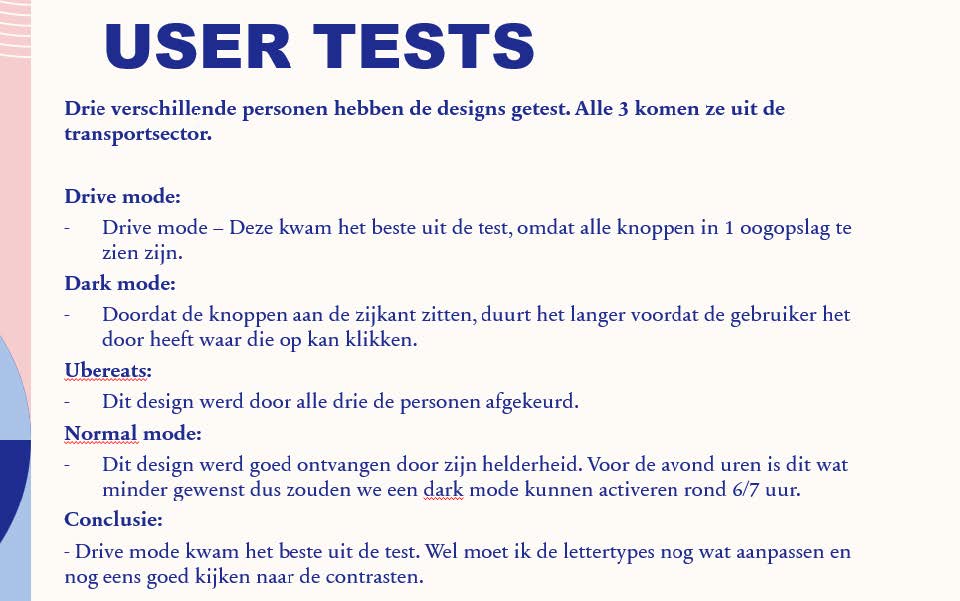 USER TESTS
Drie verschillende personen hebben de designs getest. Alle 3 komen ze uit de
transportsector.
Drive mode:
- Drive mode – Deze kwam het beste uit de test, omdat alle knoppen in 1 oogopslag te
zien zijn.
Dark mode:
- Doordat de knoppen aan de zijkant zitten, duurt het langer voordat de gebruiker het
door heeft waar die op kan klikken.
Ubereats:
- Dit design werd door alle drie de personen afgekeurd.
Normal mode:
- Dit design werd goed ontvangen door zijn helderheid. Voor de avond uren is dit wat
minder gewenst dus zouden we een dark mode kunnen activeren rond 6/7 uur.
Conclusie:
- Drive mode kwam het beste uit de test. Wel moet ik de lettertypes nog wat aanpassen en
nog eens goed kijken naar de contrasten.